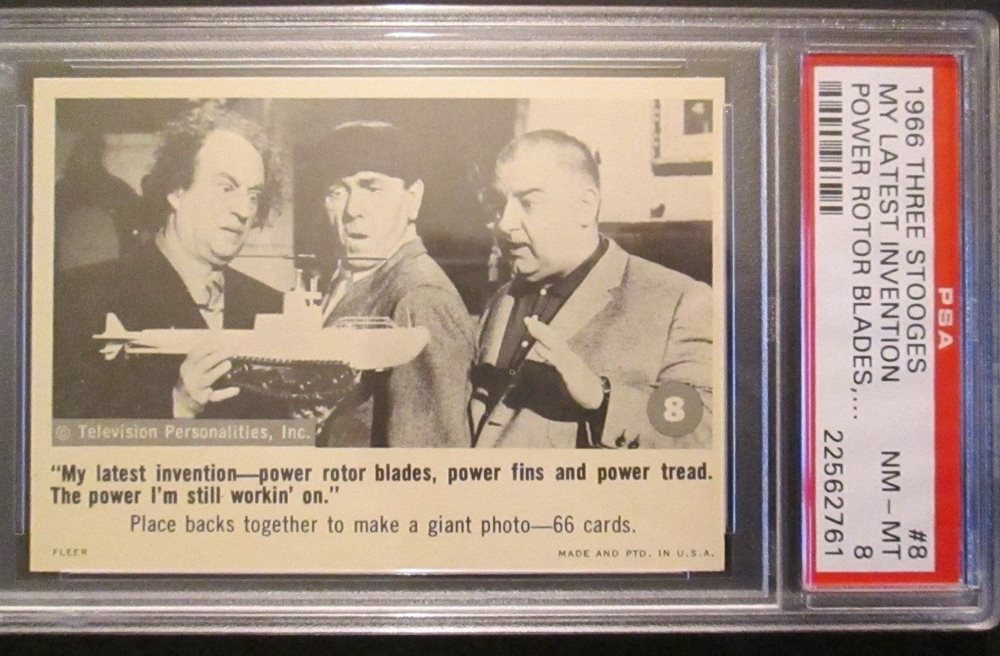 8
© Television Personalities, Inc.
"My latest invention—power rotor blades, power fins and power tread.
The power I'm still workin' on."
Place backs together to make a giant photo—66 cards.
FLEER
MADE AND PTD. IN U.S.A.
PSA
1966 THREE STOOGES #8
MY LATEST INVENTION NM - MT
POWER ROTOR BLADES,... 8
22562761